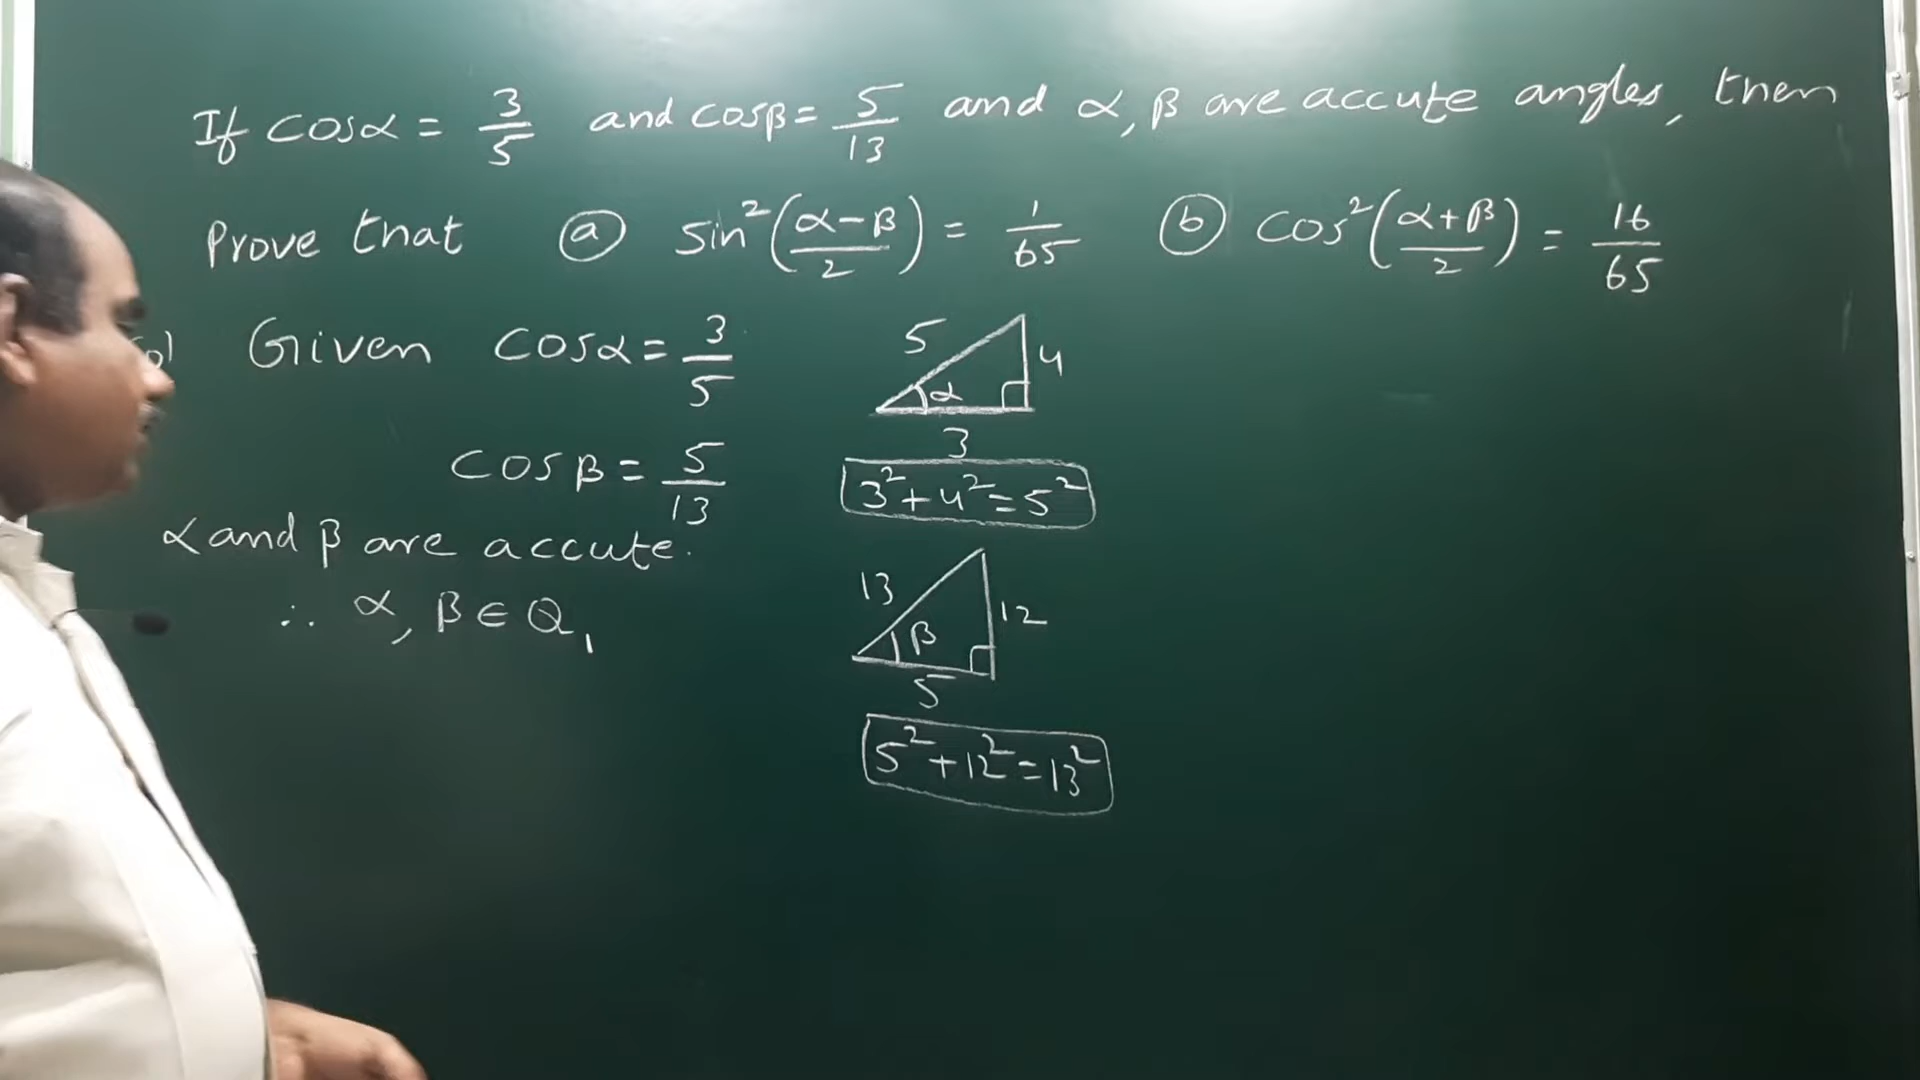 If cosα = 3/5 and cosβ = 5/13 and α, β are accute angles, then
Prove that (a) sin²((α-β)/2) = 1/65 (b) cos²((α+β)/2) = 16/65
Given cosα = 3/5
cosβ = 5/13
α and β are accute.
∴ α, β ∈ Q₁
5
4
α
3
3² + 4² = 5²
13
12
β
5
5² + 12² = 13²